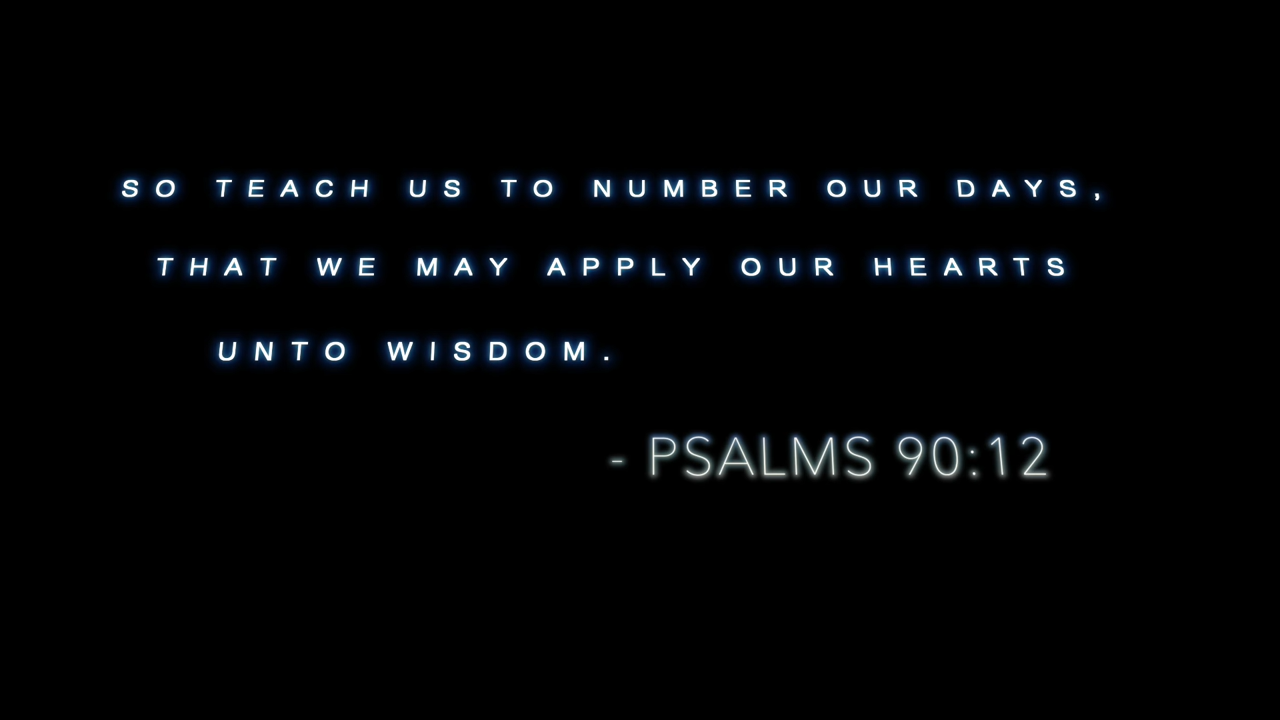 SO TEACH US TO NUMBER OUR DAYS,
THAT WE MAY APPLY OUR HEARTS
UNTO WISDOM.
- PSALMS 90:12